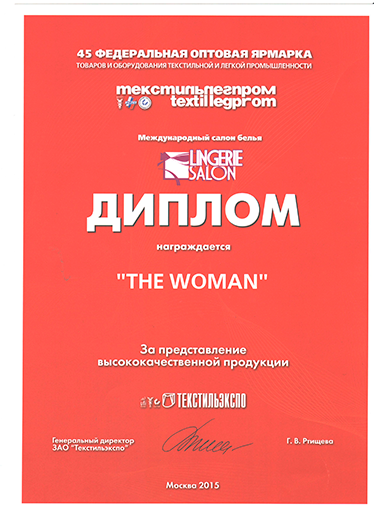 45 ФЕДЕРАЛЬНАЯ ОПТОВАЯ ЯРМАРКА
ТОВАРОВ И ОБОРУДОВАНИЯ ТЕКСТИЛЬНОЙ И ЛЕГКОЙ ПРОМЫШЛЕННОСТИ
текстильлегпром
textillegprom
Международный салон белья
LINGERIE
SALON
ДИПЛОМ
награждается
"THE WOMAN"
За представление
высококачественной продукции
ТЕКСТИЛЬЭКСПО
Генеральный директор
ЗАО "Текстильэкспо"
Г. В. Ртищева
Москва 2015